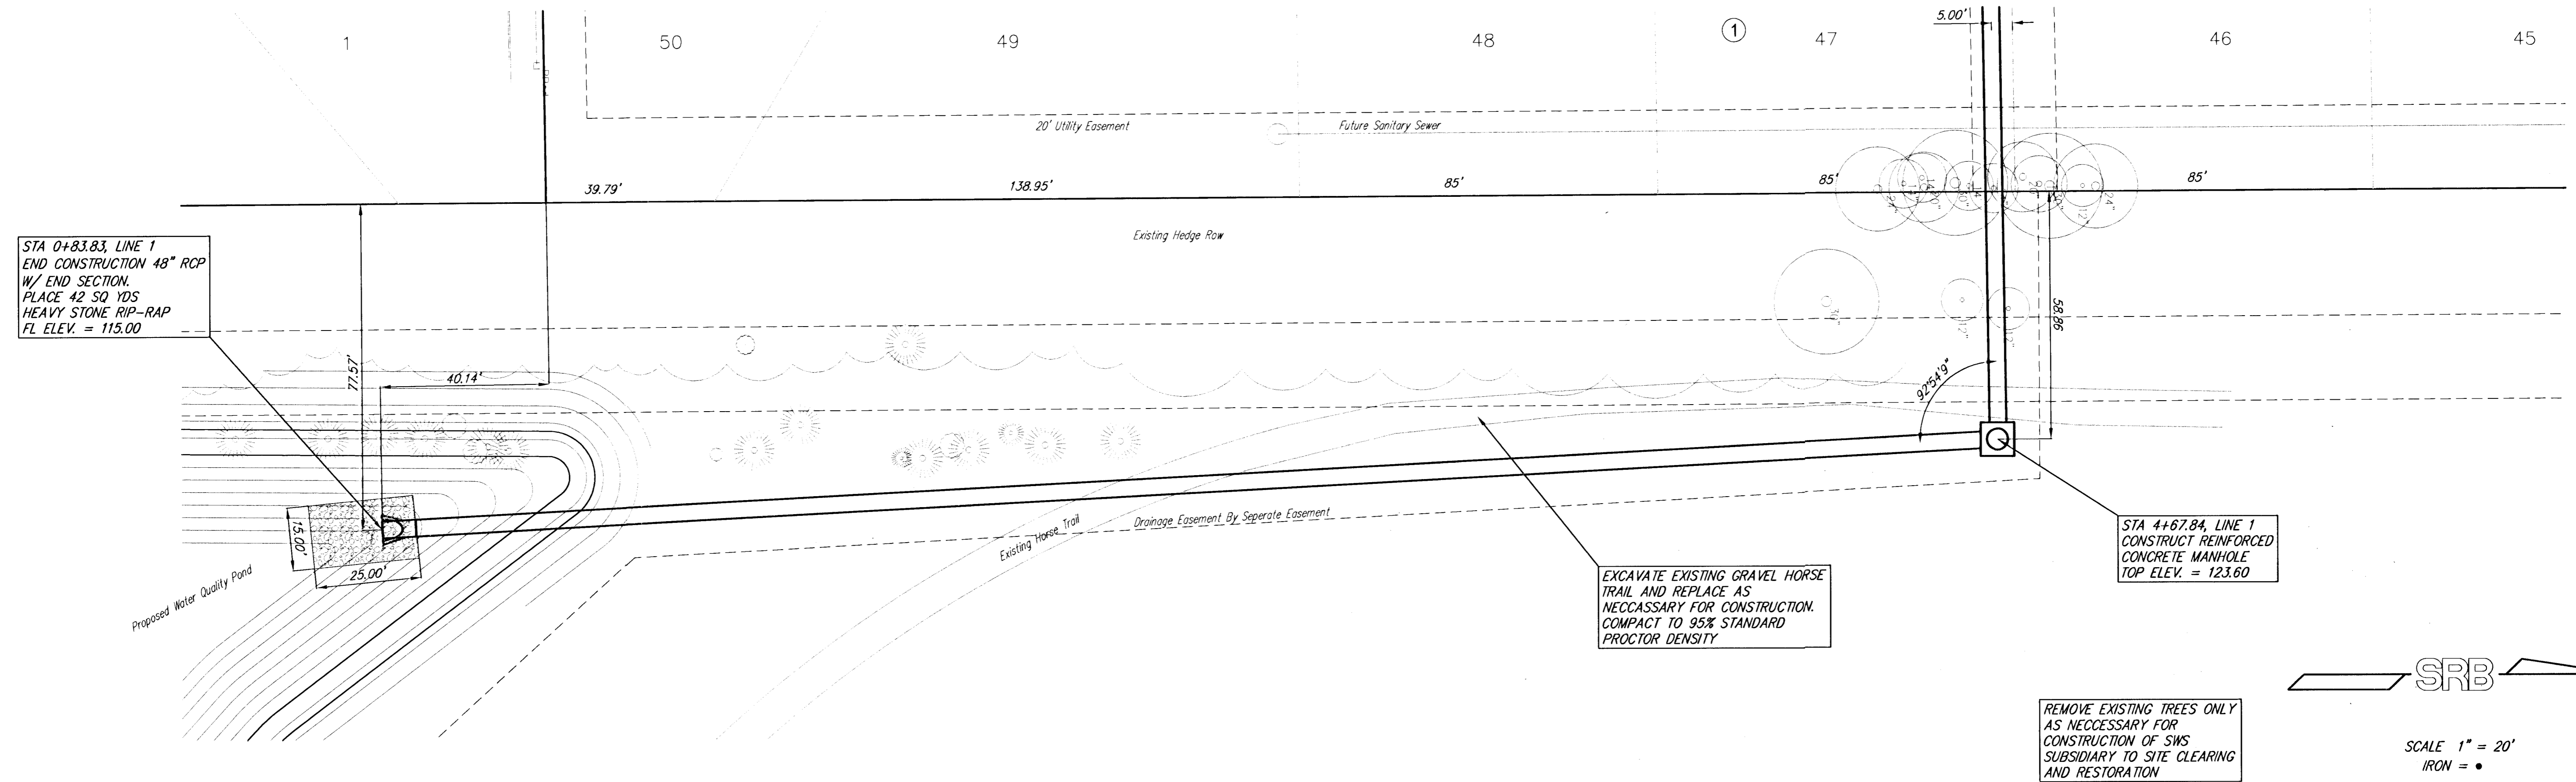 1
50
49
48
1
47
5.00'
46
45
20' Utility Easement
Future Sanitary Sewer
39.79'
138.95'
85'
85'
85'
Existing Hedge Row
STA 0+83.83, LINE 1
END CONSTRUCTION 48" RCP
W/ END SECTION.
PLACE 42 SQ YDS
HEAVY STONE RIP-RAP
FL ELEV. = 115.00
77.57'
40.14'
24"
30"
12"
24"
30"
12"
58.86
92°54'9"
15.00'
25.00'
Proposed Water Quality Pond
Existing Horse Trail
Drainage Easement By Seperate Easement
STA 4+67.84, LINE 1
CONSTRUCT REINFORCED
CONCRETE MANHOLE
TOP ELEV. = 123.60
EXCAVATE EXISTING GRAVEL HORSE
TRAIL AND REPLACE AS
NECCASSARY FOR CONSTRUCTION.
COMPACT TO 95% STANDARD
PROCTOR DENSITY
SRB
REMOVE EXISTING TREES ONLY
AS NECCESSARY FOR
CONSTRUCTION OF SWS
SUBSIDIARY TO SITE CLEARING
AND RESTORATION
SCALE 1" = 20'
IRON = •